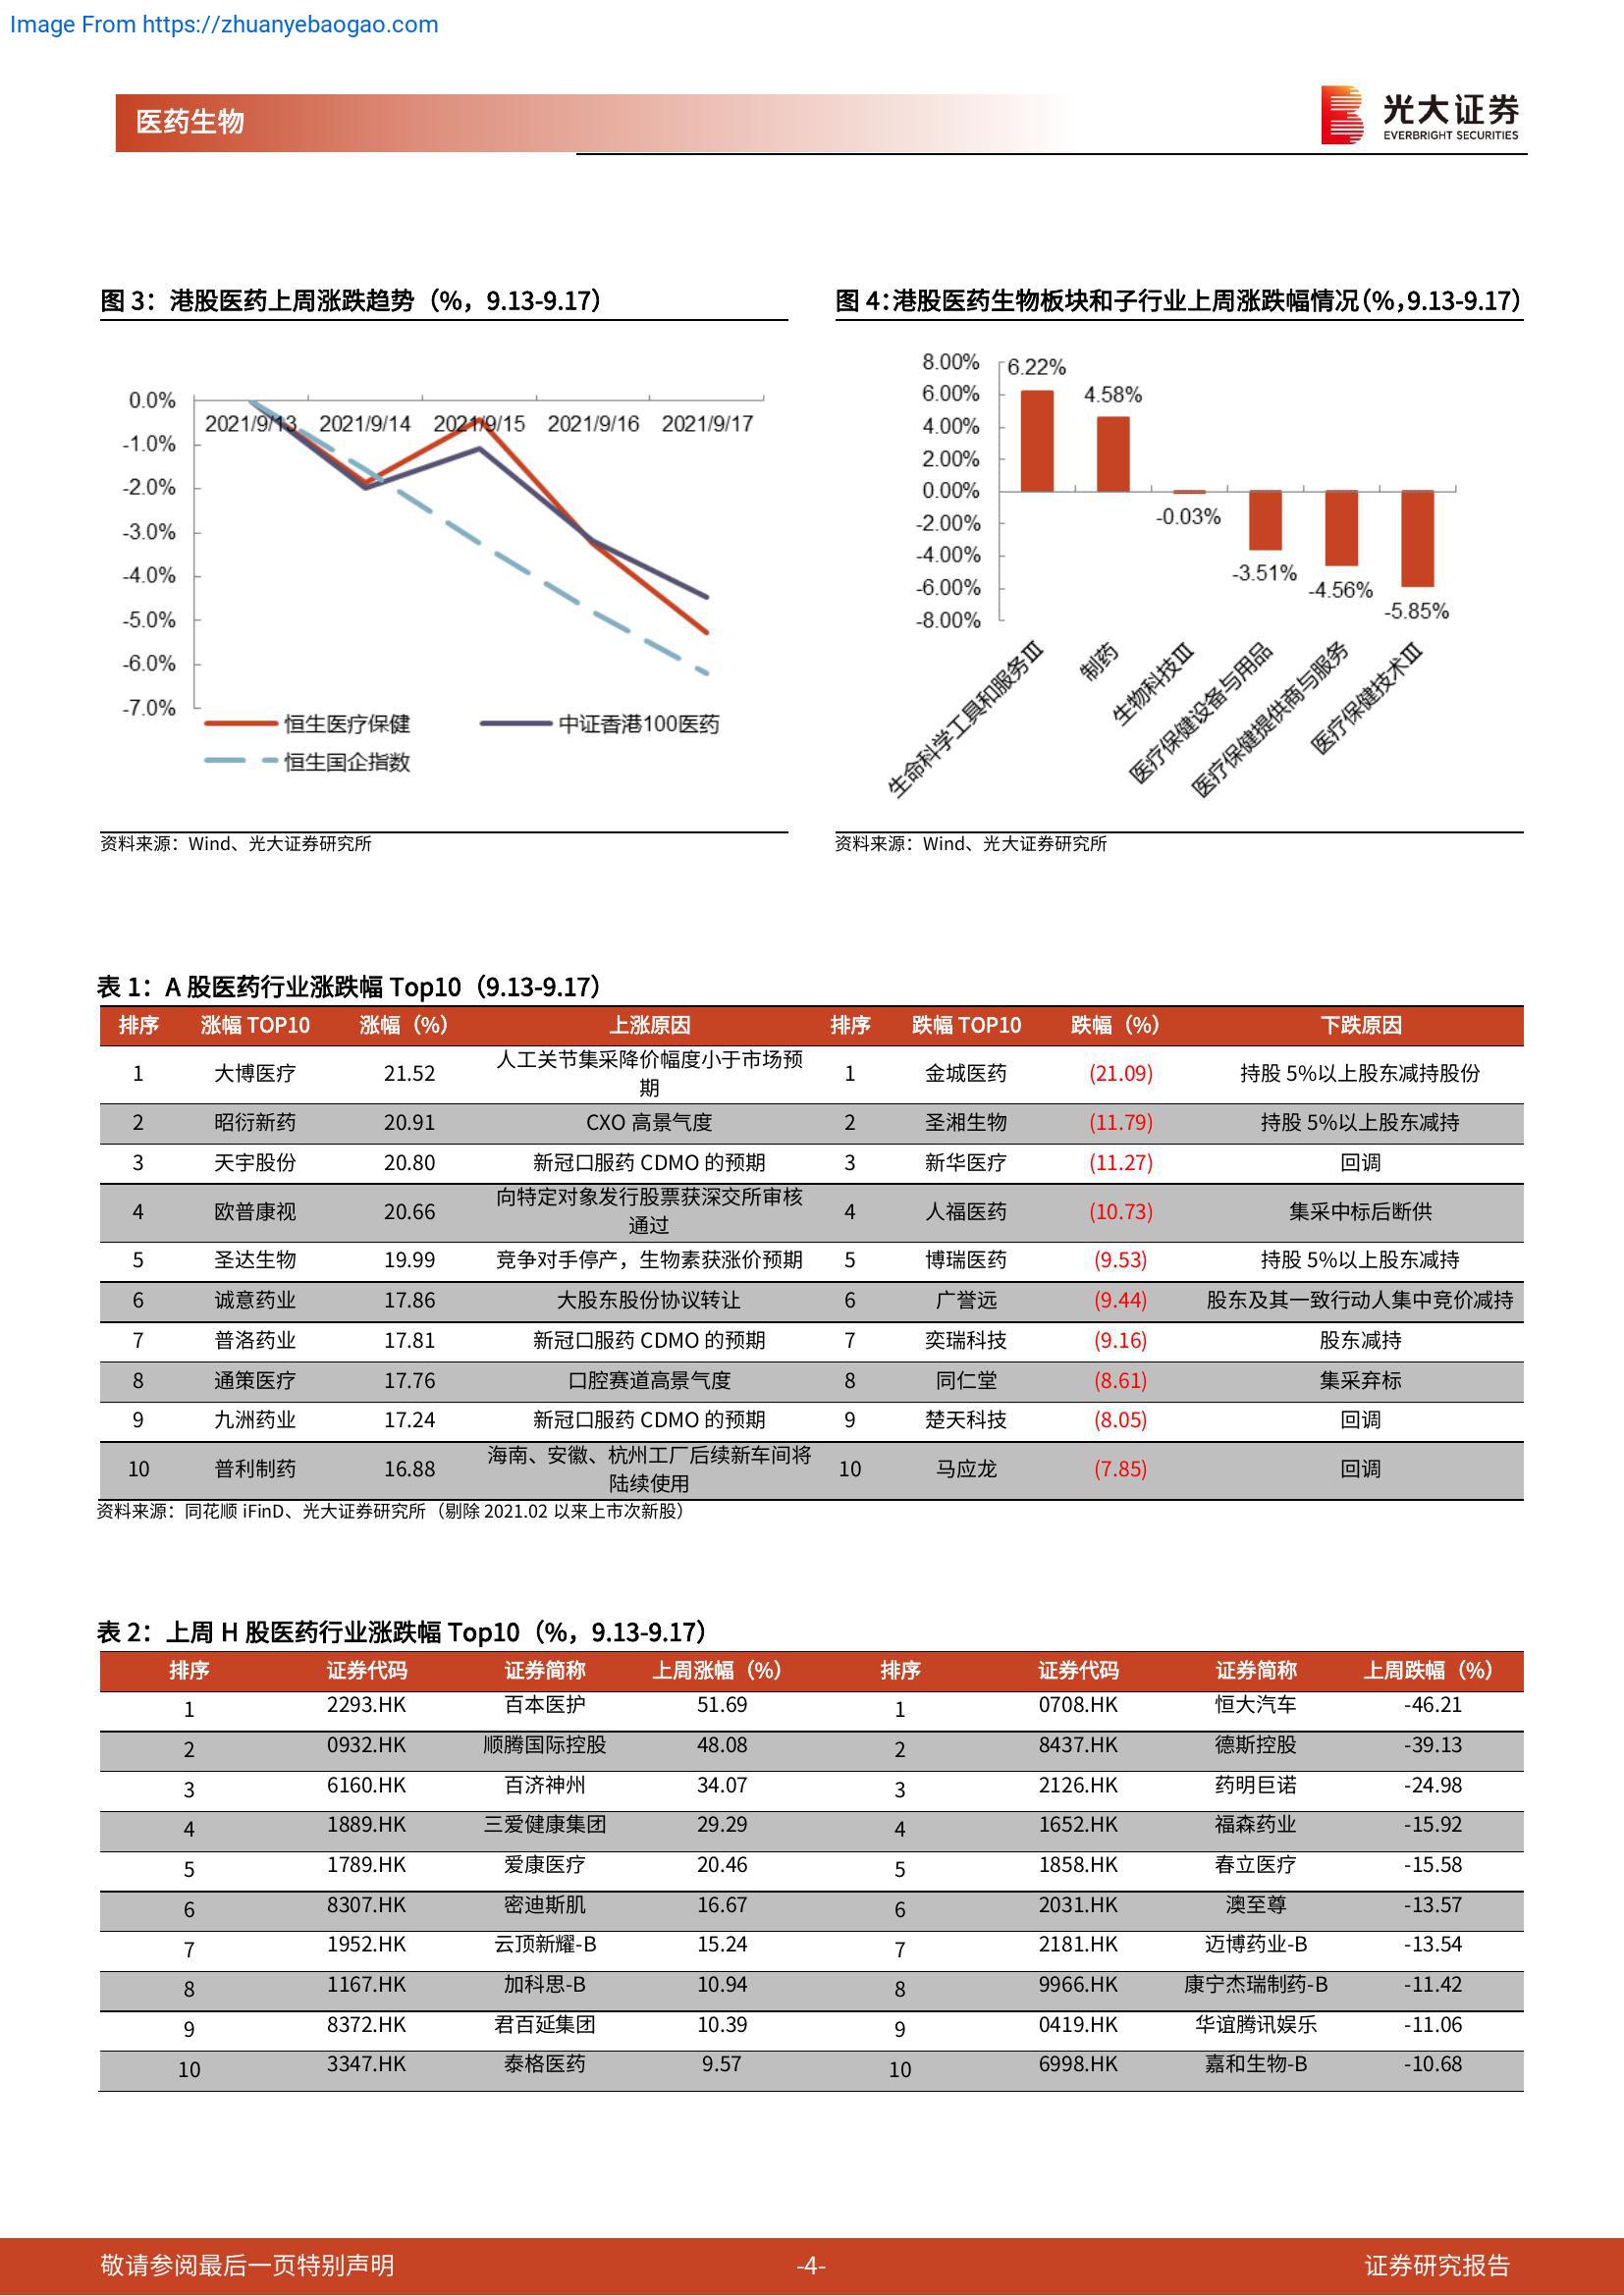 Image From https://zhuanyebaogao.com
医药生物
光大证券
EVERBRIGHT SECURITIES
图 3：港股医药上周涨跌趋势（%，9.13-9.17）
0.0%
-1.0%
-2.0%
-3.0%
-4.0%
-5.0%
-6.0%
-7.0%
2021/9/13 2021/9/14 2021/9/15 2021/9/16 2021/9/17
恒生医疗保健 中证香港100医药
恒生国企指数
资料来源：Wind、光大证券研究所
图 4：港股医药生物板块和子行业上周涨跌幅情况（%，9.13-9.17）
8.00%
6.00%
4.00%
2.00%
0.00%
-2.00%
-4.00%
-6.00%
-8.00%
6.22%
4.58%
-0.03%
-3.51%
-4.56%
-5.85%
生命科学工具和服务Ⅲ
制药
生物科技Ⅲ
医疗保健设备与用品
医疗保健提供商与服务
医疗保健技术Ⅲ
资料来源：Wind、光大证券研究所
表 1：A 股医药行业涨跌幅 Top10（9.13-9.17）
排序 涨幅 TOP10 涨幅（%） 上涨原因 排序 跌幅 TOP10 跌幅（%） 下跌原因
1 大博医疗 21.52 人工关节集采降价幅度小于市场预
期 1 金城医药 (21.09) 持股 5%以上股东减持股份
2 昭衍新药 20.91 CXO 高景气度 2 圣湘生物 (11.79) 持股 5%以上股东减持
3 天宇股份 20.80 新冠口服药 CDMO 的预期 3 新华医疗 (11.27) 回调
4 欧普康视 20.66 向特定对象发行股票获深交所审核
通过 4 人福医药 (10.73) 集采中标后断供
5 圣达生物 19.99 竞争对手停产，生物素获涨价预期 5 博瑞医药 (9.53) 持股 5%以上股东减持
6 诚意药业 17.86 大股东股份协议转让 6 广誉远 (9.44) 股东及其一致行动人集中竞价减持
7 普洛药业 17.81 新冠口服药 CDMO 的预期 7 奕瑞科技 (9.16) 股东减持
8 通策医疗 17.76 口腔赛道高景气度 8 同仁堂 (8.61) 集采弃标
9 九洲药业 17.24 新冠口服药 CDMO 的预期 9 楚天科技 (8.05) 回调
10 普利制药 16.88 海南、安徽、杭州工厂后续新车间将
陆续使用 10 马应龙 (7.85) 回调
资料来源：同花顺 iFinD、光大证券研究所（剔除 2021.02 以来上市次新股）
表 2：上周 H 股医药行业涨跌幅 Top10（%，9.13-9.17）
排序 证券代码 证券简称 上周涨幅（%） 排序 证券代码 证券简称 上周跌幅（%）
1 2293.HK 百本医护 51.69 1 0708.HK 恒大汽车 -46.21
2 0932.HK 顺腾国际控股 48.08 2 8437.HK 德斯控股 -39.13
3 6160.HK 百济神州 34.07 3 2126.HK 药明巨诺 -24.98
4 1889.HK 三爱健康集团 29.29 4 1652.HK 福森药业 -15.92
5 1789.HK 爱康医疗 20.46 5 1858.HK 春立医疗 -15.58
6 8307.HK 密迪斯肌 16.67 6 2031.HK 澳至尊 -13.57
7 1952.HK 云顶新耀-B 15.24 7 2181.HK 迈博药业-B -13.54
8 1167.HK 加科思-B 10.94 8 9966.HK 康宁杰瑞制药-B -11.42
9 8372.HK 君百延集团 10.39 9 0419.HK 华谊腾讯娱乐 -11.06
10 3347.HK 泰格医药 9.57 10 6998.HK 嘉和生物-B -10.68
敬请参阅最后一页特别声明 -4- 证券研究报告